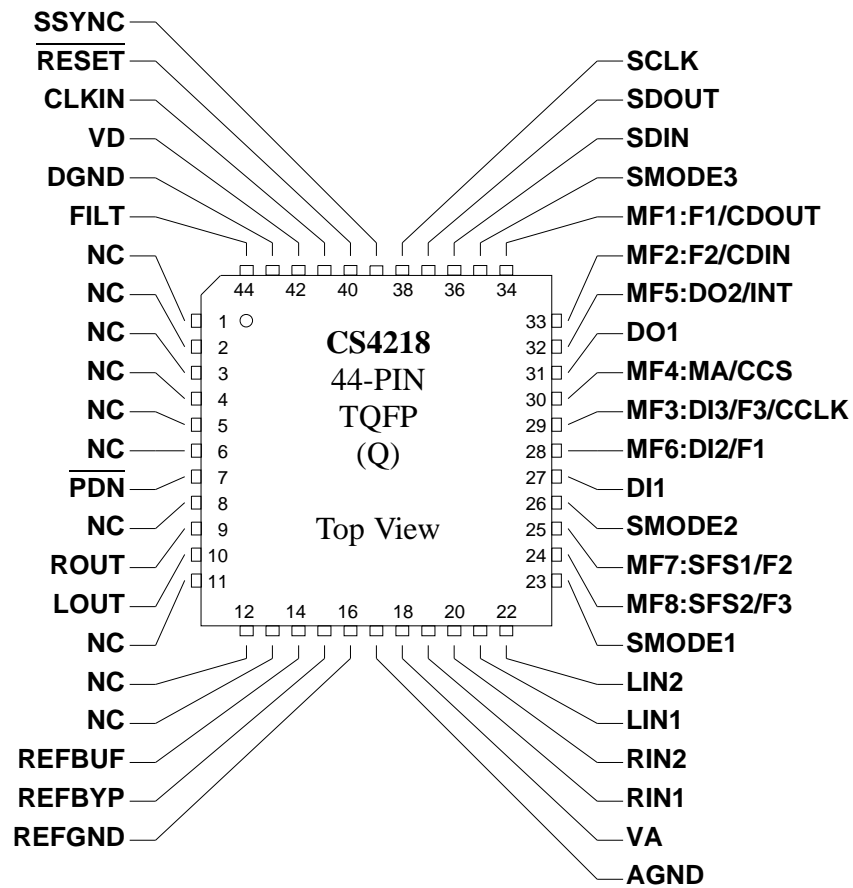 SSYNC
RESET
CLKIN
VD
DGND
FILT
NC
NC
NC
NC
NC
NC
PDN
NC
ROUT
LOUT
NC
NC
NC
REFBUF
REFBYP
REFGND
44 42 40 38 36 34
1
2
3
4
5
6
7
8
9
10
11
CS4218
44-PIN
TQFP
(Q)
Top View
33
32
31
30
29
28
27
26
25
24
23
12 14 16 18 20 22
SCLK
SDOUT
SDIN
SMODE3
MF1:F1/CDOUT
MF2:F2/CDIN
MF5:DO2/INT
DO1
MF4:MA/CCS
MF3:DI3/F3/CCLK
MF6:DI2/F1
DI1
SMODE2
MF7:SFS1/F2
MF8:SFS2/F3
SMODE1
LIN2
LIN1
RIN2
RIN1
VA
AGND